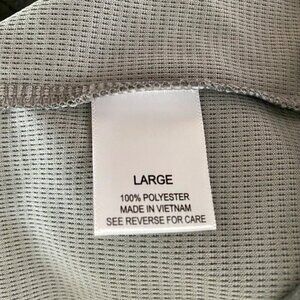 LARGE
100% POLYESTER
MADE IN VIETNAM
SEE REVERSE FOR CARE